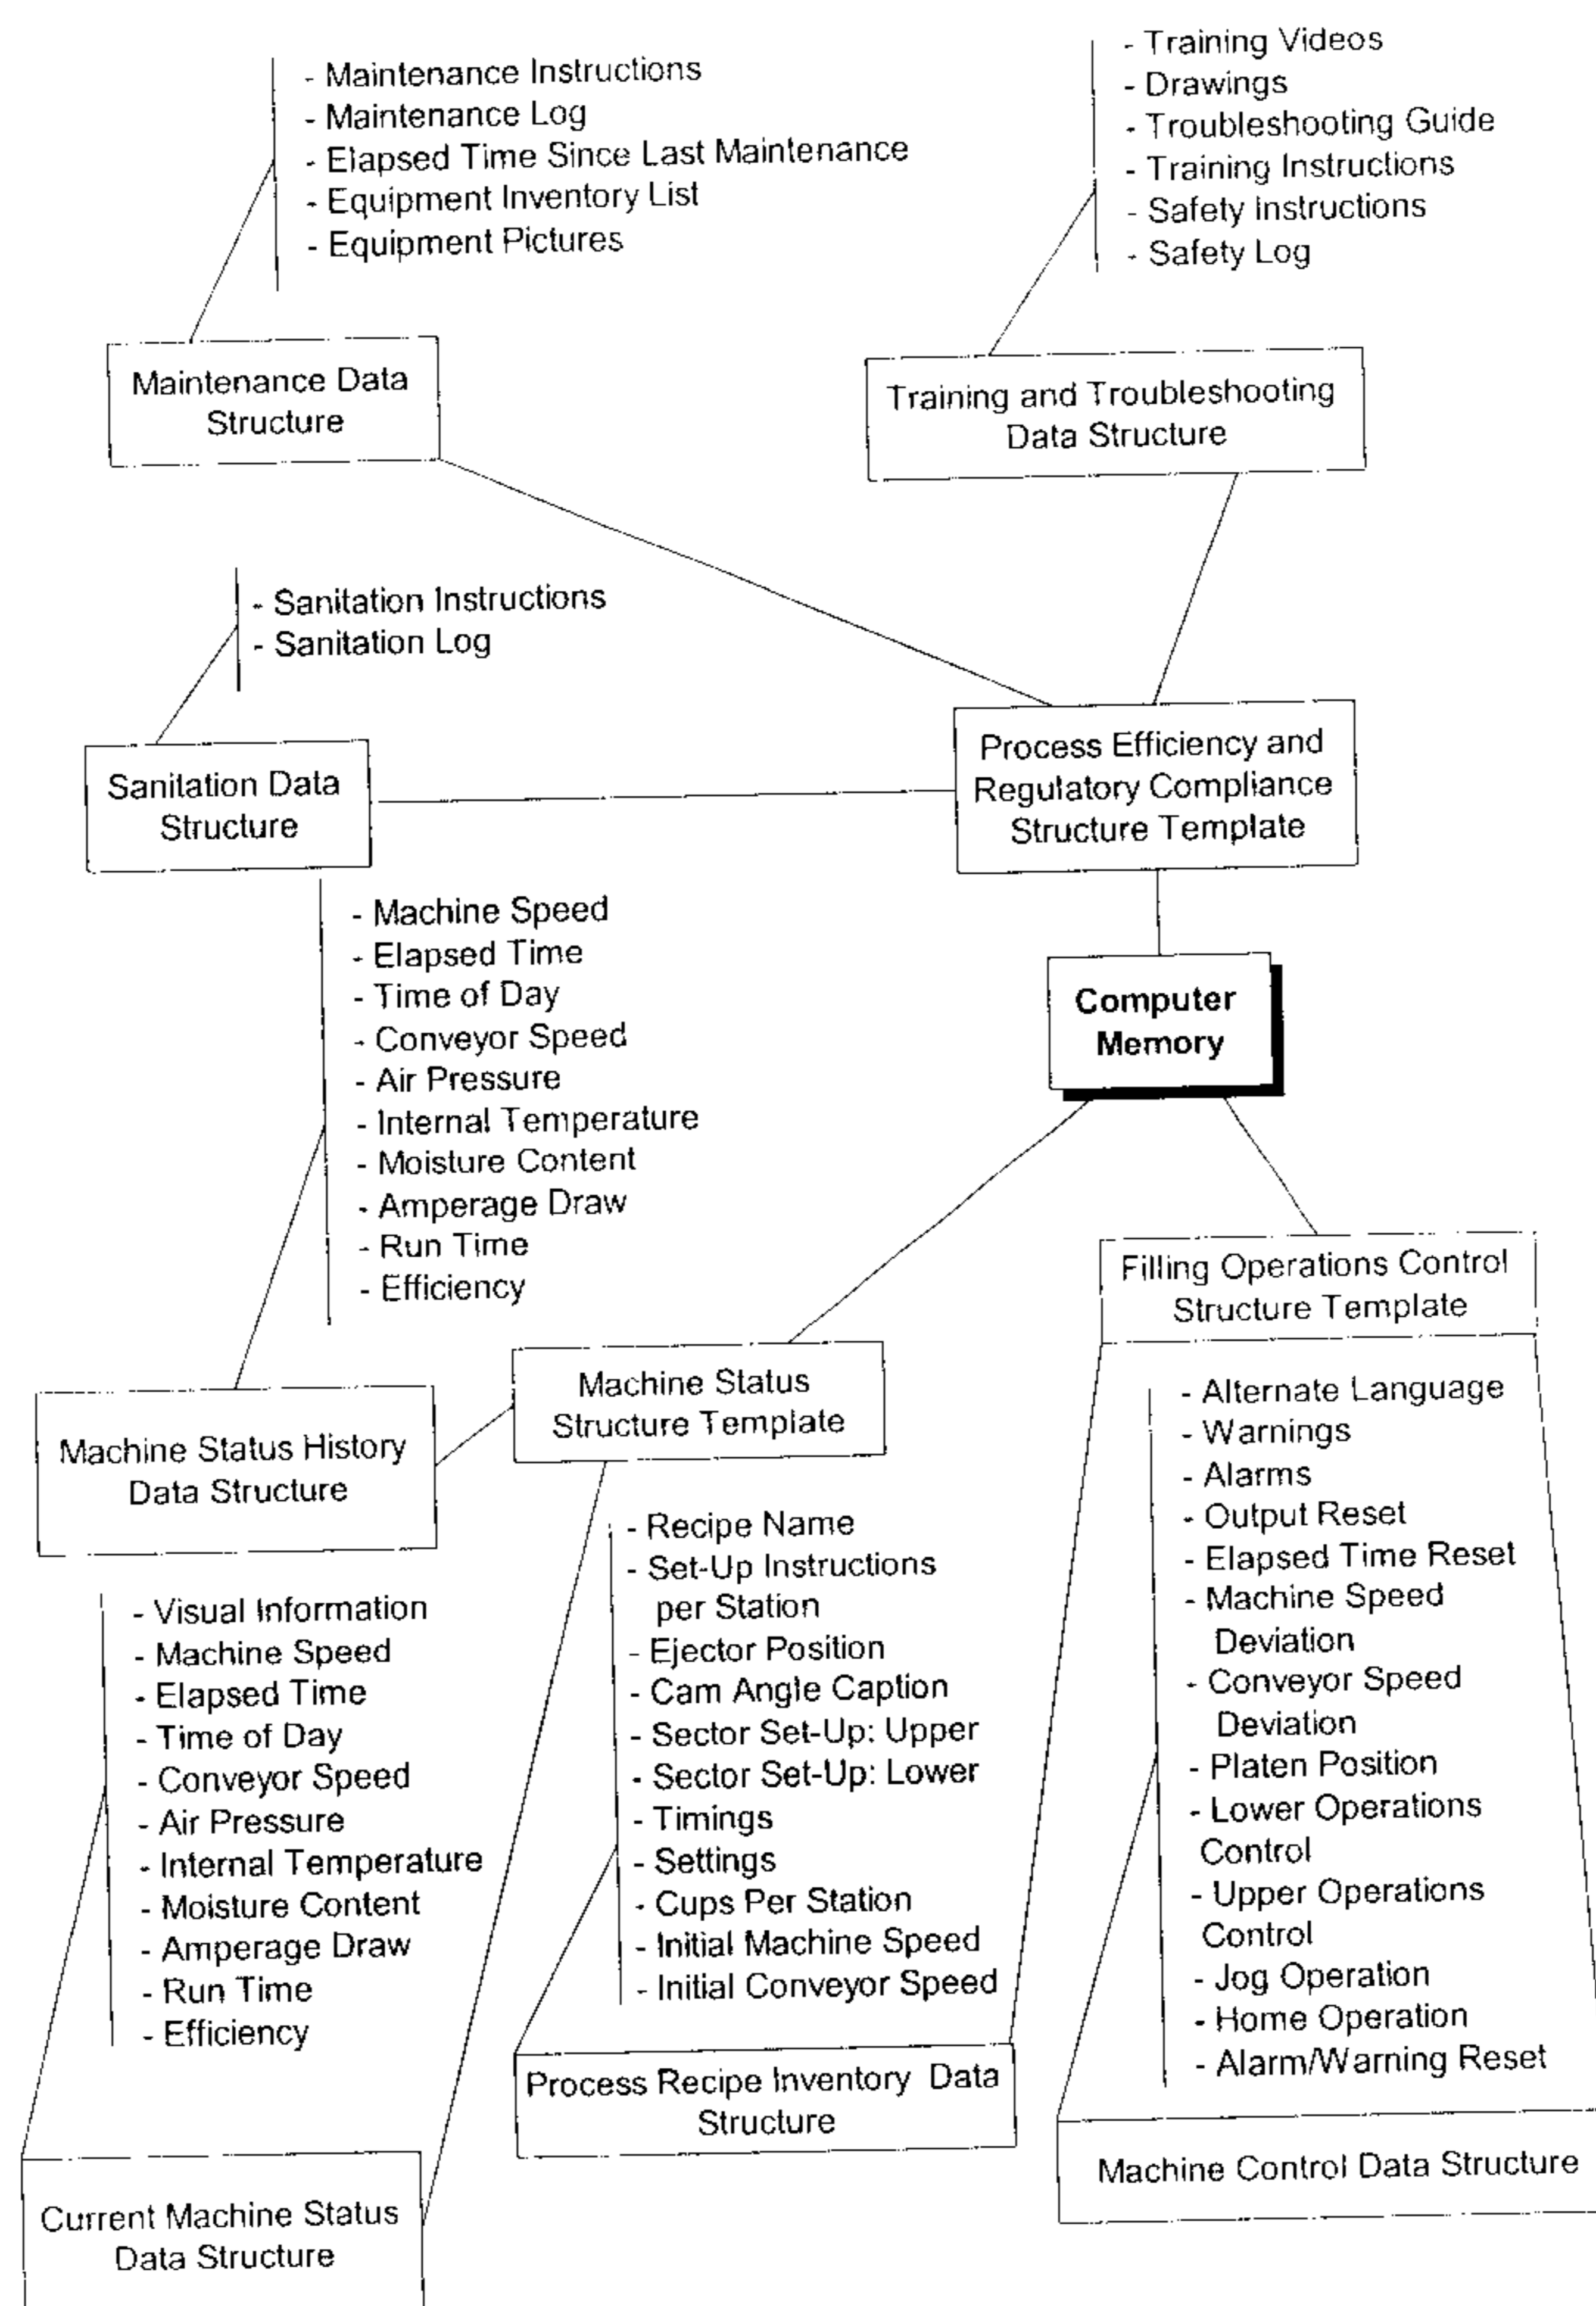 - Maintenance Instructions
- Maintenance Log
- Elapsed Time Since Last Maintenance
- Equipment Inventory List
- Equipment Pictures
- Training Videos
- Drawings
- Troubleshooting Guide
- Training Instructions
- Safety Instructions
- Safety Log
Maintenance Data
Structure
Training and Troubleshooting
Data Structure
- Sanitation Instructions
- Sanitation Log
Sanitation Data
Structure
Process Efficiency and
Regulatory Compliance
Structure Template
- Machine Speed
- Elapsed Time
- Time of Day
- Conveyor Speed
- Air Pressure
- Internal Temperature
- Moisture Content
- Amperage Draw
- Run Time
- Efficiency
Computer
Memory
Filling Operations Control
Structure Template
Machine Status
Structure Template
Machine Status History
Data Structure
- Visual Information
- Machine Speed
- Elapsed Time
- Time of Day
- Conveyor Speed
- Air Pressure
- Internal Temperature
- Moisture Content
- Amperage Draw
- Run Time
- Efficiency
- Recipe Name
- Set-Up Instructions
per Station
- Ejector Position
- Cam Angle Caption
- Sector Set-Up: Upper
- Sector Set-Up: Lower
- Timings
- Settings
- Cups Per Station
- Initial Machine Speed
- Initial Conveyor Speed
- Alternate Language
- Warnings
- Alarms
- Output Reset
- Elapsed Time Reset
- Machine Speed
Deviation
- Conveyor Speed
Deviation
- Platen Position
- Lower Operations
Control
- Upper Operations
Control
- Jog Operation
- Home Operation
- Alarm/Warning Reset
Process Recipe Inventory Data
Structure
Machine Control Data Structure
Current Machine Status
Data Structure